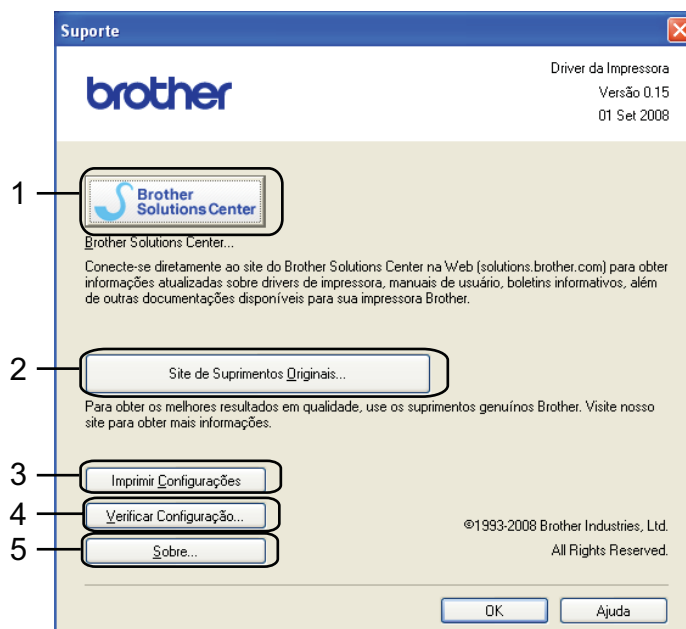 Suporte
brother
Driver da Impressora
Versão 0.15
01 Set 2008
1
Brother
Solutions Center
Brother Solutions Center...
Conecte-se diretamente ao site do Brother Solutions Center na Web (solutions.brother.com) para obter
informações atualizadas sobre drivers de impressora, manuais de usuário, boletins informativos, além
de outras documentações disponíveis para sua impressora Brother.
2
Site de Suprimentos Originais...
Para obter os melhores resultados em qualidade, use os suprimentos genuínos Brother. Visite nosso
site para obter mais informações.
3
Imprimir Configurações
4
Verificar Configuração...
5
Sobre...
©1993-2008 Brother Industries, Ltd.
All Rights Reserved.
OK
Ajuda